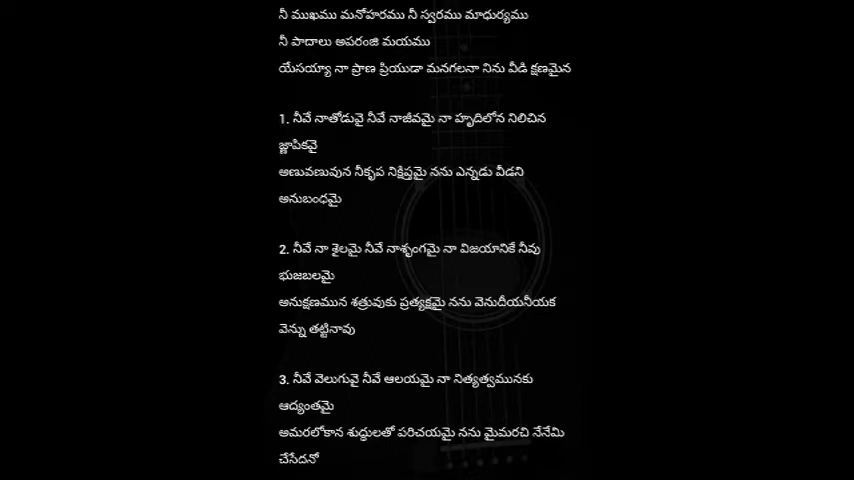 నీ ముఖము మనోహరము నీ స్వరము మాధుర్యము
నీ పాదాలు అపరంజి మయము
యేసయ్యా నా ప్రాణ ప్రియుడా మనగలనా నిను వీడి క్షణమైన
1. నీవే నాతోడువై నీవే నాజీవమై నా హృదిలోన నిలిచిన
జ్ఞాపికవై
అణువణువున నీకృప నిక్షిప్తమై నను ఎన్నడు వీడని
అనుబంధమై
2. నీవే నా శైలమై నీవే నాశృంగమై నా విజయానికే నీవు
భుజబలమై
అనుక్షణమున శత్రువుకు ప్రత్యక్షమై నను వెనుదీయనీయక
వెన్ను తట్టినావు
3. నీవే వెలుగువై నీవే ఆలయమై నా నిత్యత్వమునకు
ఆద్యంతమై
అమరలోకాన శుద్ధులతో పరిచయమై నను మైమరచి నేనేమి
చేసేదనో